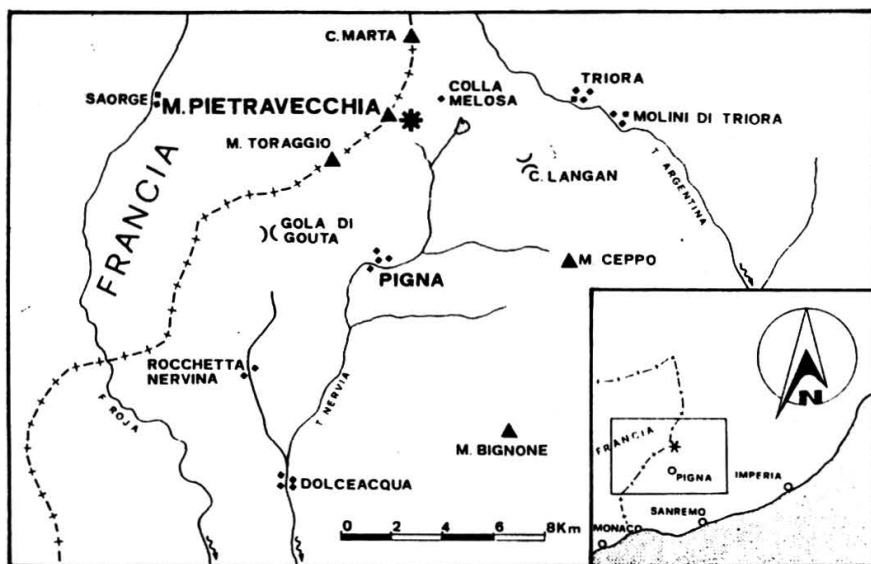 C. MARTA
SAORGE
M. PIETRAVECCHIA
COLLA
MELOSA
TRIORA
MOLINI DI TRIORA
M. TORAGGIO
C. LANGAN
T. ARGENTINA
FRANCIA
GOLA DI
GOUTA
PIGNA
M. CEPPO
ROCCHETTA
NERVINA
F. ROJA
T. NERVIA
M. BIGNONE
DOLCEACQUA
0 2 4 6 8Km
N
FRANCIA
PIGNA
IMPERIA
SANREMO
MONACO